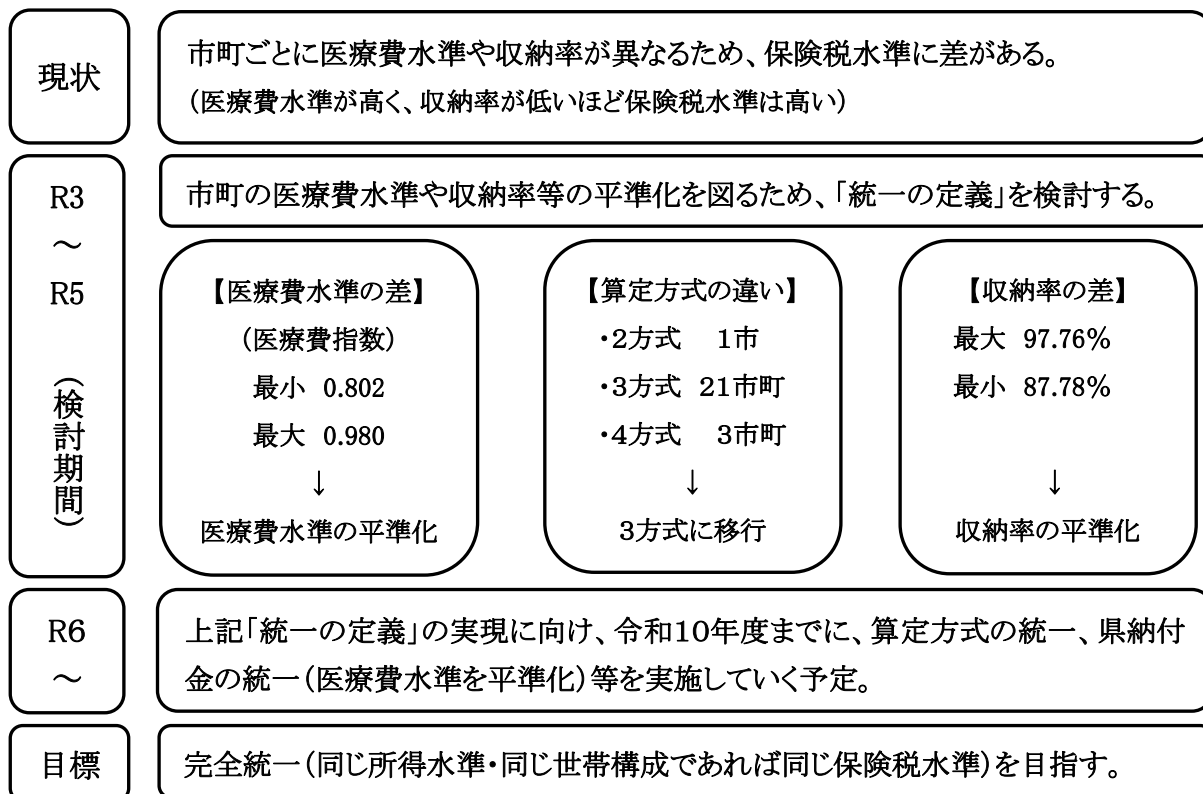 現状
市町ごとに医療費水準や収納率が異なるため、保険税水準に差がある。
(医療費水準が高く、収納率が低いほど保険税水準は高い)
R3
～
R5
(検討期間)
市町の医療費水準や収納率等の平準化を図るため、「統一の定義」を検討する。
【医療費水準の差】
(医療費指数)
最小 0.802
最大 0.980
↓
医療費水準の平準化
【算定方式の違い】
・2方式 1市
・3方式 21市町
・4方式 3市町
↓
3方式に移行
【収納率の差】
最大 97.76%
最小 87.78%
↓
収納率の平準化
R6
～
上記「統一の定義」の実現に向け、令和10年度までに、算定方式の統一、県納付
金の統一(医療費水準を平準化)等を実施していく予定。
目標
完全統一(同じ所得水準・同じ世帯構成であれば同じ保険税水準)を目指す。